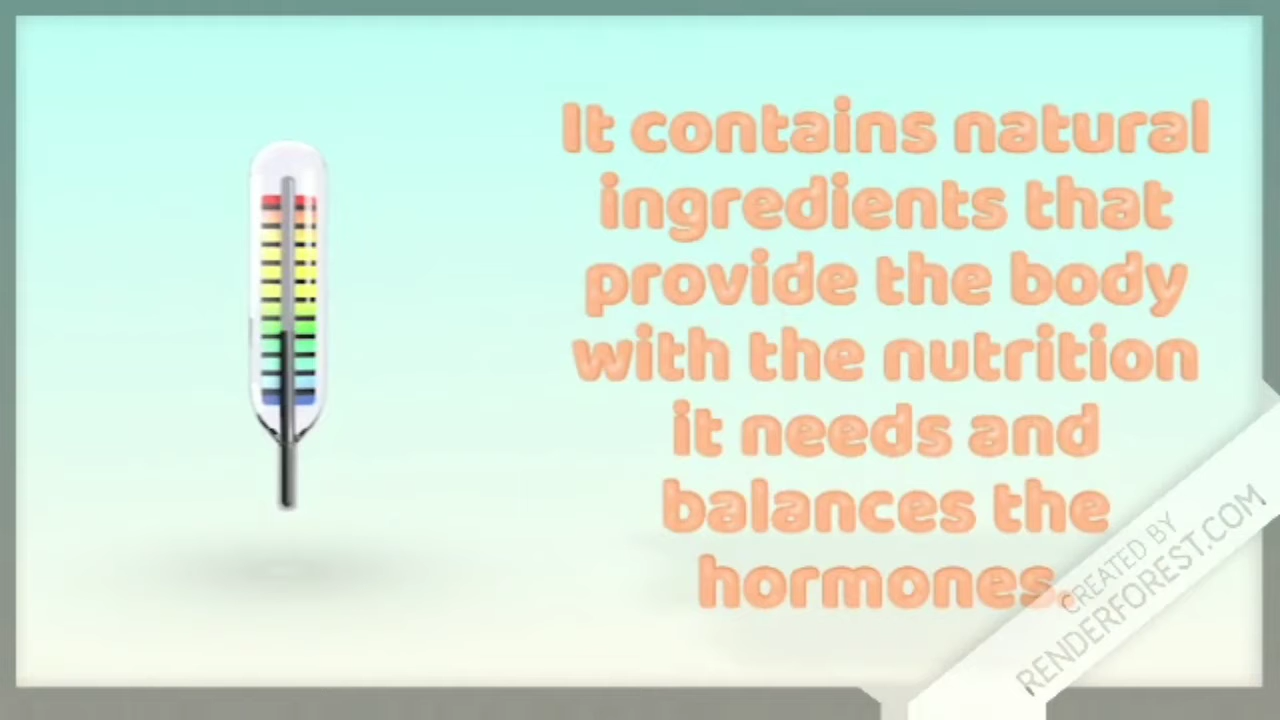 It contains natural
ingredients that
provide the body
with the nutrition
it needs and
balances the
hormones.
CREATED BY
RENDERFOREST.COM